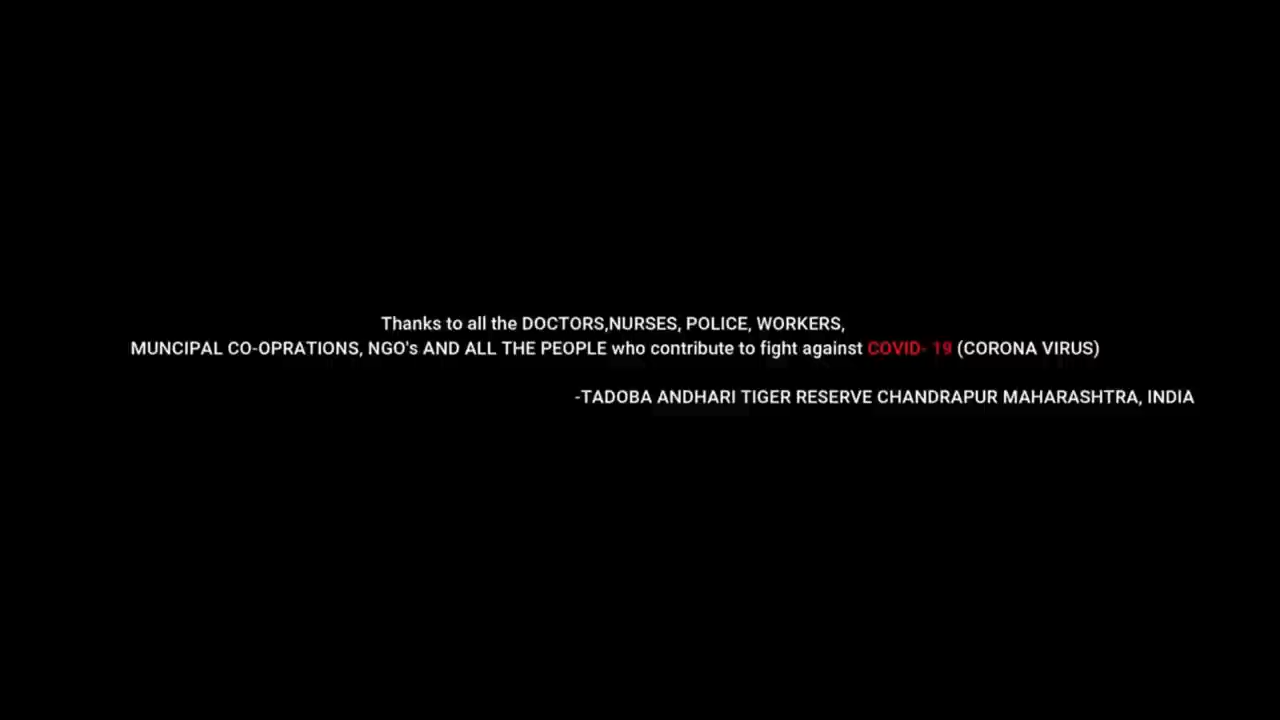 Thanks to all the DOCTORS,NURSES, POLICE, WORKERS,
MUNCIPAL CO-OPRATIONS, NGO's AND ALL THE PEOPLE who contribute to fight against COVID- 19 (CORONA VIRUS)
-TADOBA ANDHARI TIGER RESERVE CHANDRAPUR MAHARASHTRA, INDIA